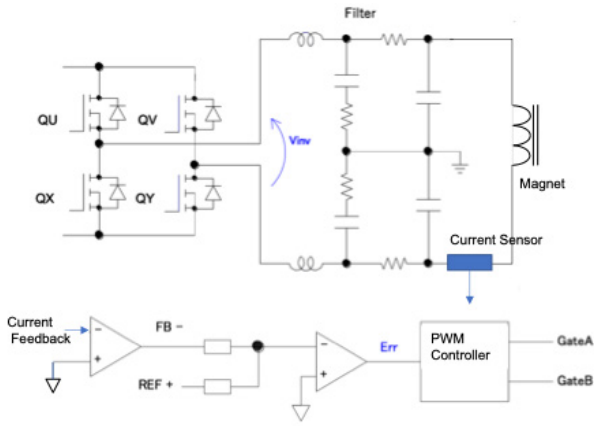 Filter
QU
QV
Vinv
QX
QY
Magnet
Current Sensor
Current
Feedback
−
+
FB −
REF +
−
+
Err
PWM
Controller
GateA
GateB